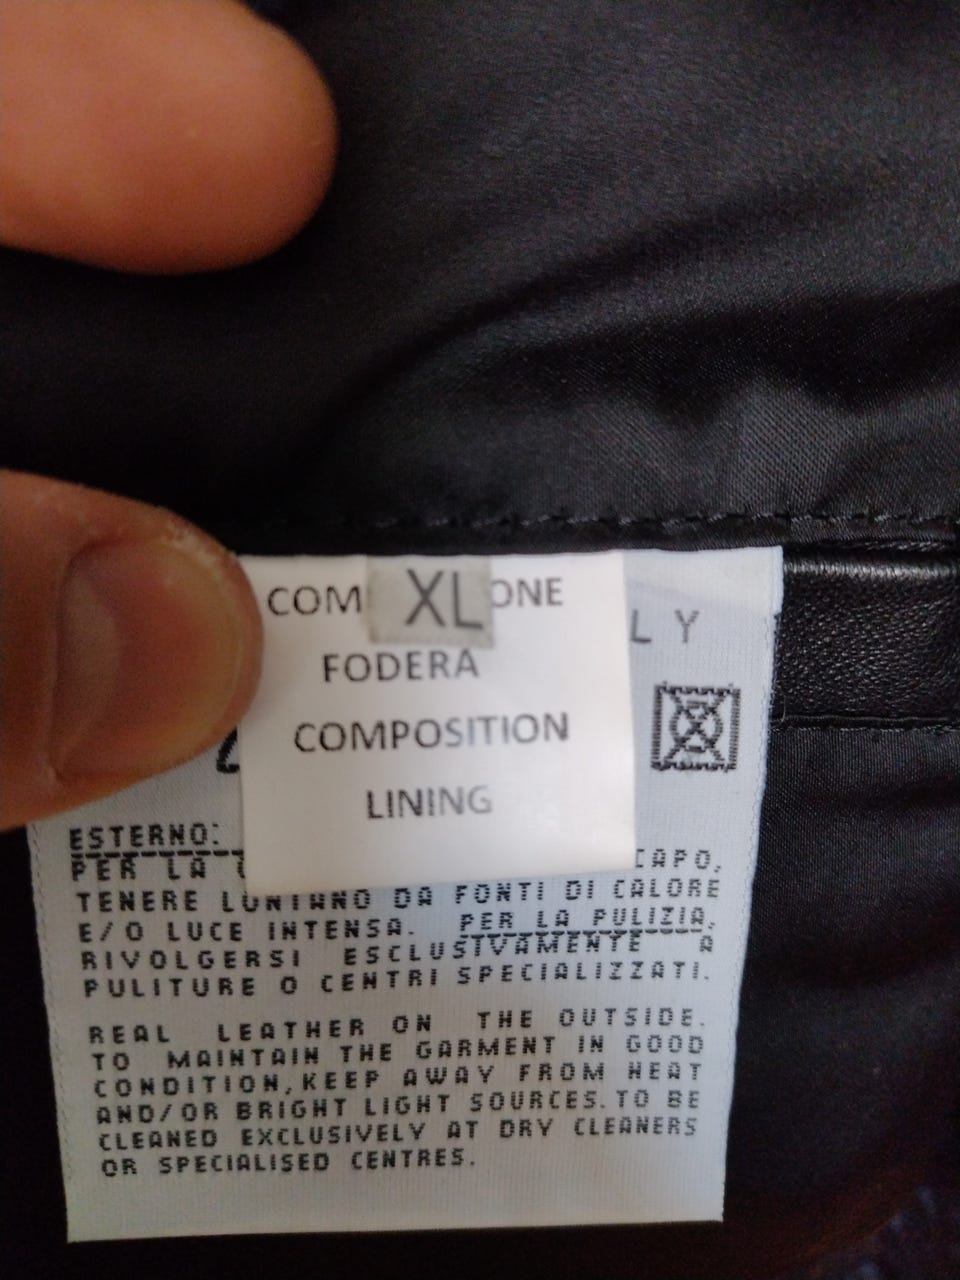 XL
COM ONE
FODERA
COMPOSITION
LINING
LY
ESTERNO:
PER LA CAPO,
TENERE LONTANO DA FONTI DI CALORE
E/O LUCE INTENSA. PER LA PULIZIA,
RIVOLGERSI ESCLUSIVAMENTE A
PULITURE O CENTRI SPECIALIZZATI.
REAL LEATHER ON THE OUTSIDE.
TO MAINTAIN THE GARMENT IN GOOD
CONDITION, KEEP AWAY FROM HEAT
AND/OR BRIGHT LIGHT SOURCES. TO BE
CLEANED EXCLUSIVELY AT DRY CLEANERS
OR SPECIALISED CENTRES.